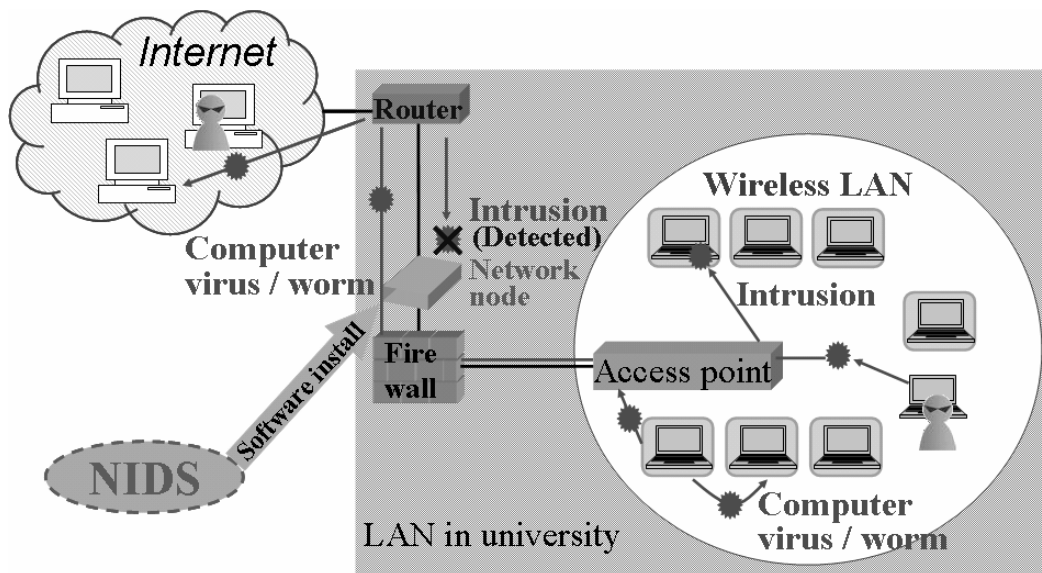 Internet
Router
Intrusion
(Detected)
Computer
virus / worm
Network
node
Software install
NIDS
Fire
wall
LAN in university
Wireless LAN
Intrusion
Access point
Computer
virus / worm